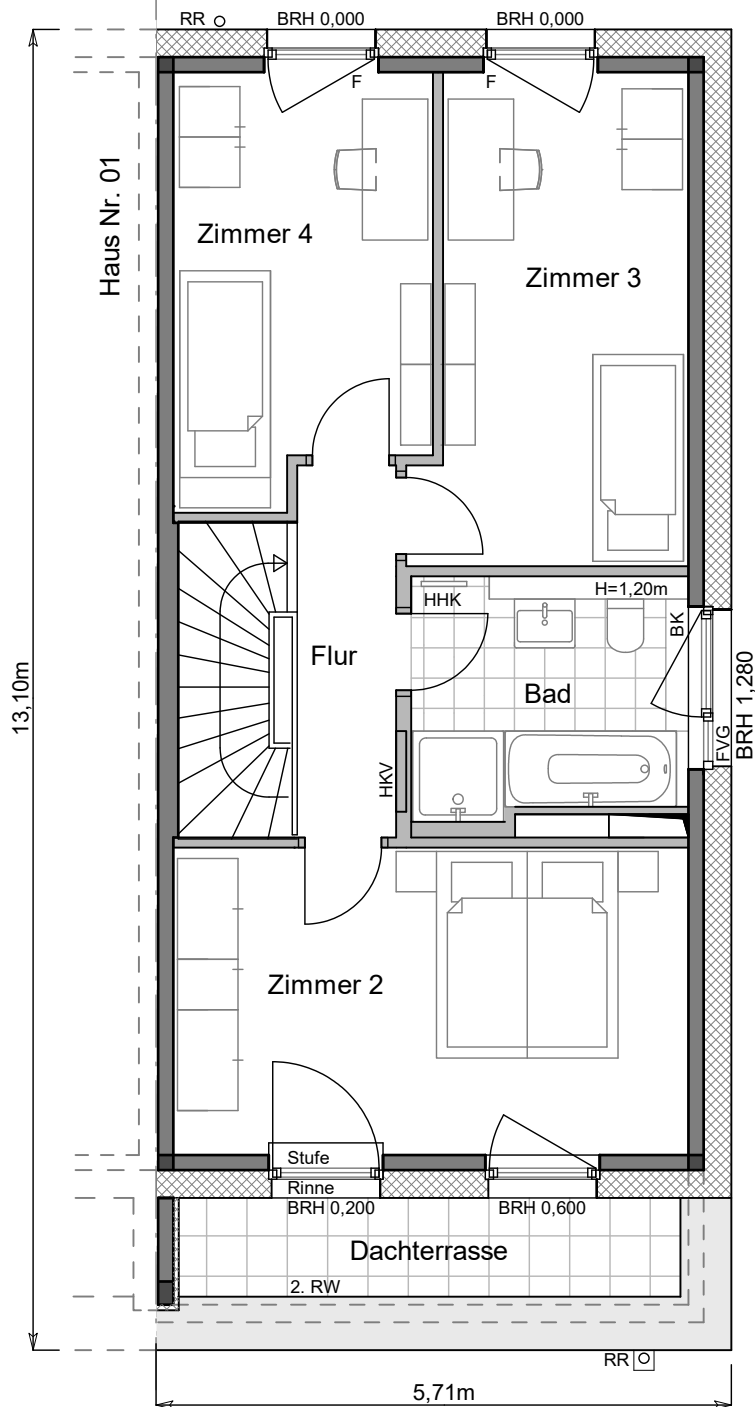 RR
BRH 0,000
BRH 0,000
F
F
Haus Nr. 01
Zimmer 4
Zimmer 3
HHK
H=1,20m
BK
Flur
Bad
13,10m
FVG
BRH 1,280
HKV
Zimmer 2
Stufe
Rinne
BRH 0,200
BRH 0,600
Dachterrasse
2. RW
RR
5,71m